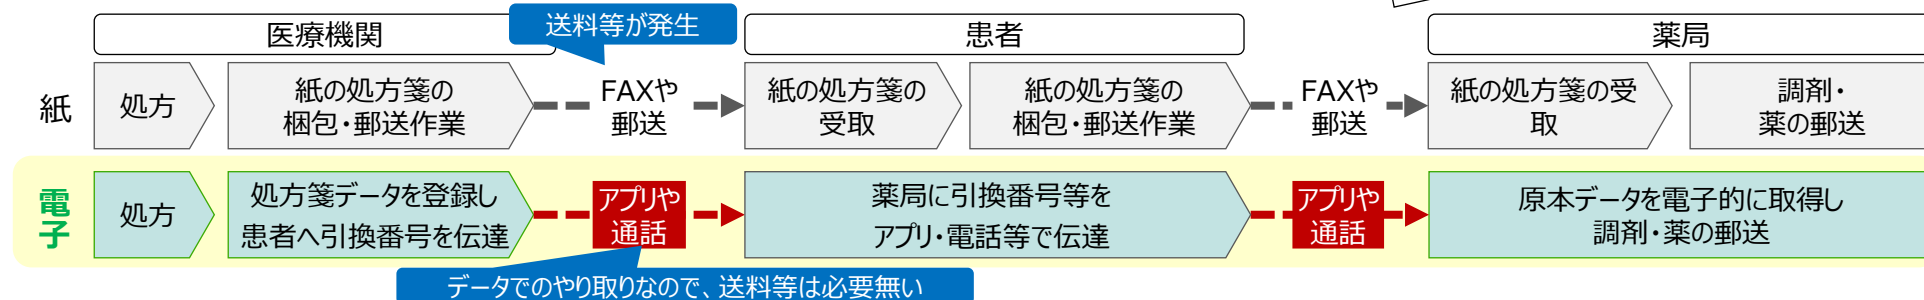 送料等が発生
医療機関
患者
薬局
紙
処方
紙の処方箋の
梱包・郵送作業
FAXや
郵送
紙の処方箋の
受取
紙の処方箋の
梱包・郵送作業
FAXや
郵送
紙の処方箋の受
取
調剤・
薬の郵送
電
子
処方
処方箋データを登録し
患者へ引換番号を伝達
アプリや
通話
薬局に引換番号等を
アプリ・電話等で伝達
アプリや
通話
原本データを電子的に取得し
調剤・薬の郵送
データでのやり取りなので、送料等は必要無い